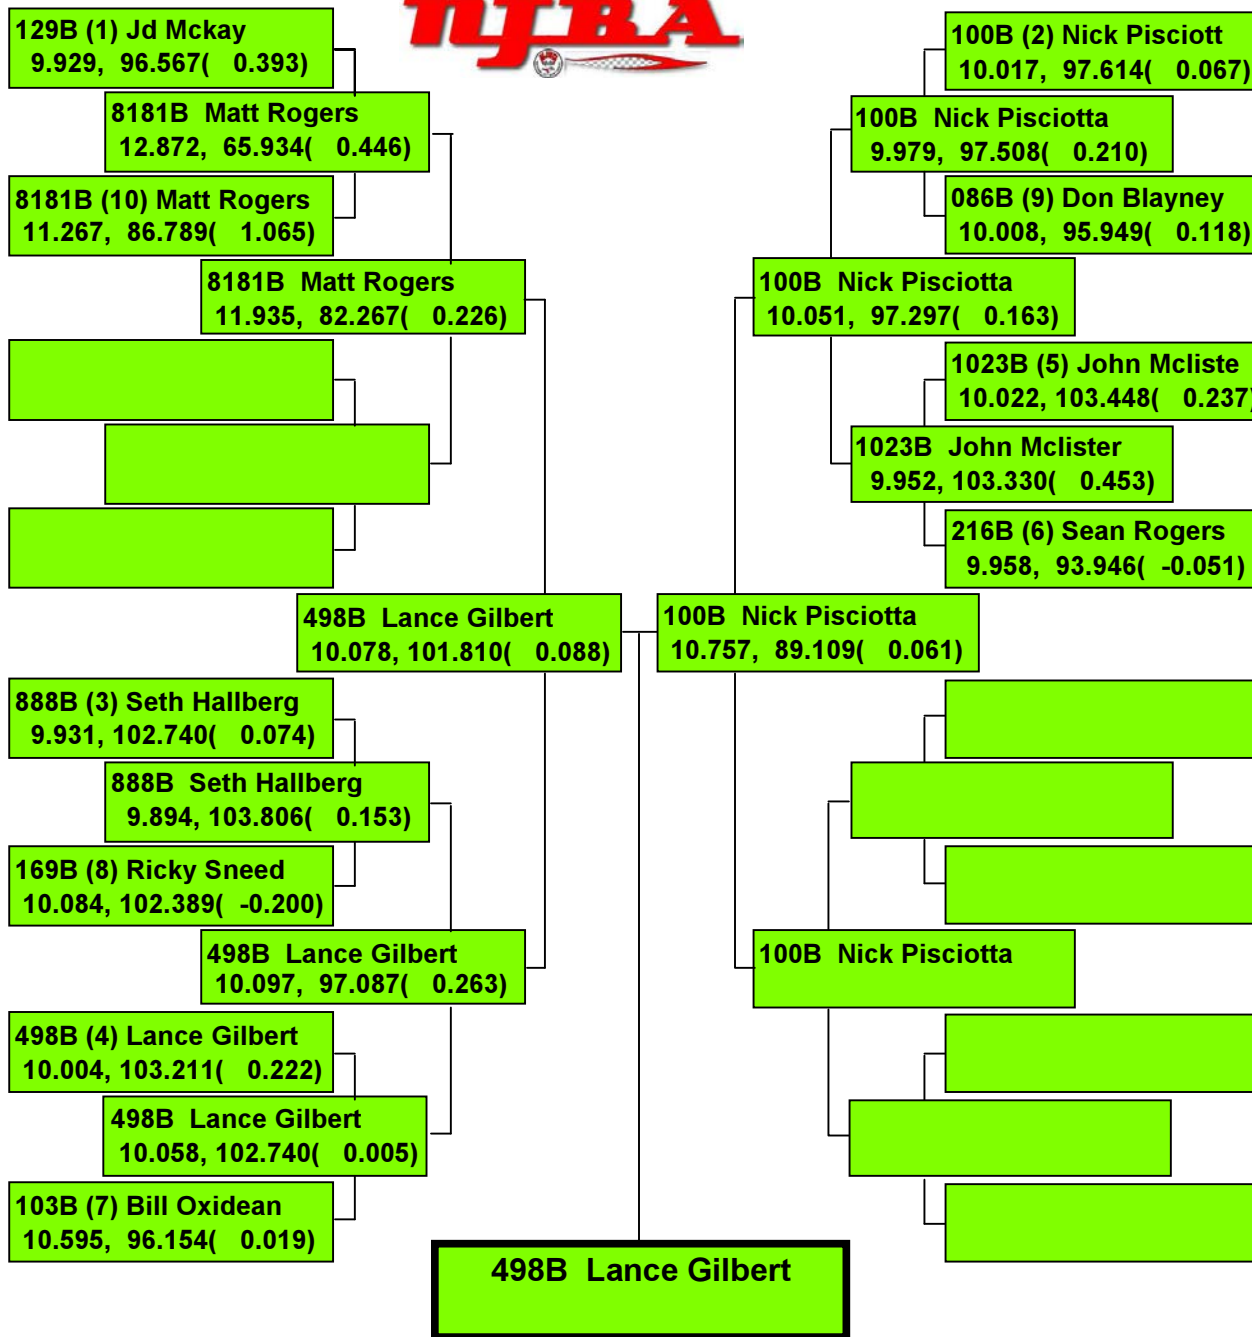 NJBA
129B (1) Jd Mckay
9.929, 96.567( 0.393)
8181B Matt Rogers
12.872, 65.934( 0.446)
8181B (10) Matt Rogers
11.267, 86.789( 1.065)
8181B Matt Rogers
11.935, 82.267( 0.226)
498B Lance Gilbert
10.078, 101.810( 0.088)
888B (3) Seth Hallberg
9.931, 102.740( 0.074)
888B Seth Hallberg
9.894, 103.806( 0.153)
169B (8) Ricky Sneed
10.084, 102.389( -0.200)
498B Lance Gilbert
10.097, 97.087( 0.263)
498B (4) Lance Gilbert
10.004, 103.211( 0.222)
498B Lance Gilbert
10.058, 102.740( 0.005)
103B (7) Bill Oxidean
10.595, 96.154( 0.019)
100B (2) Nick Pisciott
10.017, 97.614( 0.067)
100B Nick Pisciotta
9.979, 97.508( 0.210)
086B (9) Don Blayney
10.008, 95.949( 0.118)
100B Nick Pisciotta
10.051, 97.297( 0.163)
1023B (5) John Mcliste
10.022, 103.448( 0.237)
1023B John Mclister
9.952, 103.330( 0.453)
216B (6) Sean Rogers
9.958, 93.946( -0.051)
100B Nick Pisciotta
10.757, 89.109( 0.061)
100B Nick Pisciotta
498B Lance Gilbert